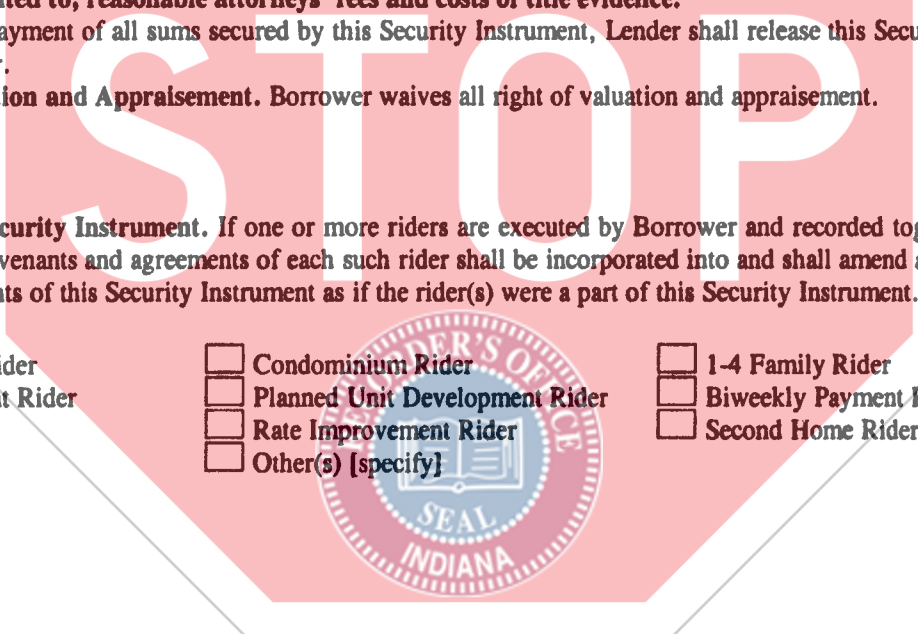 ted to, reasonable attorneys' fees and costs of title evidence.
ayment of all sums secured by this Security Instrument, Lender shall release this Secu
ion and Appraisement. Borrower waives all right of valuation and appraisement.
STOP
curity Instrument. If one or more riders are executed by Borrower and recorded tog
venants and agreements of each such rider shall be incorporated into and shall amend a
ts of this Security Instrument as if the rider(s) were a part of this Security Instrument.
ider Condominium Rider 1-4 Family Rider
t Rider Planned Unit Development Rider Biweekly Payment R
Rate Improvement Rider Second Home Rider
Other(s) [specify]
RECORDER'S OFFICE
SEAL
INDIANA